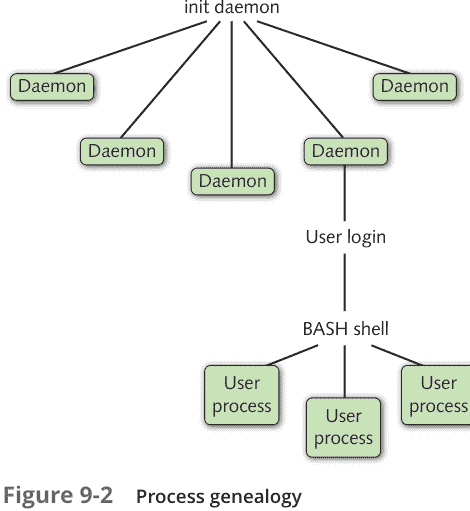 init daemon
Daemon
Daemon
Daemon
Daemon
Daemon
User login
BASH shell
User
process
User
process
User
process
Figure 9-2 Process genealogy